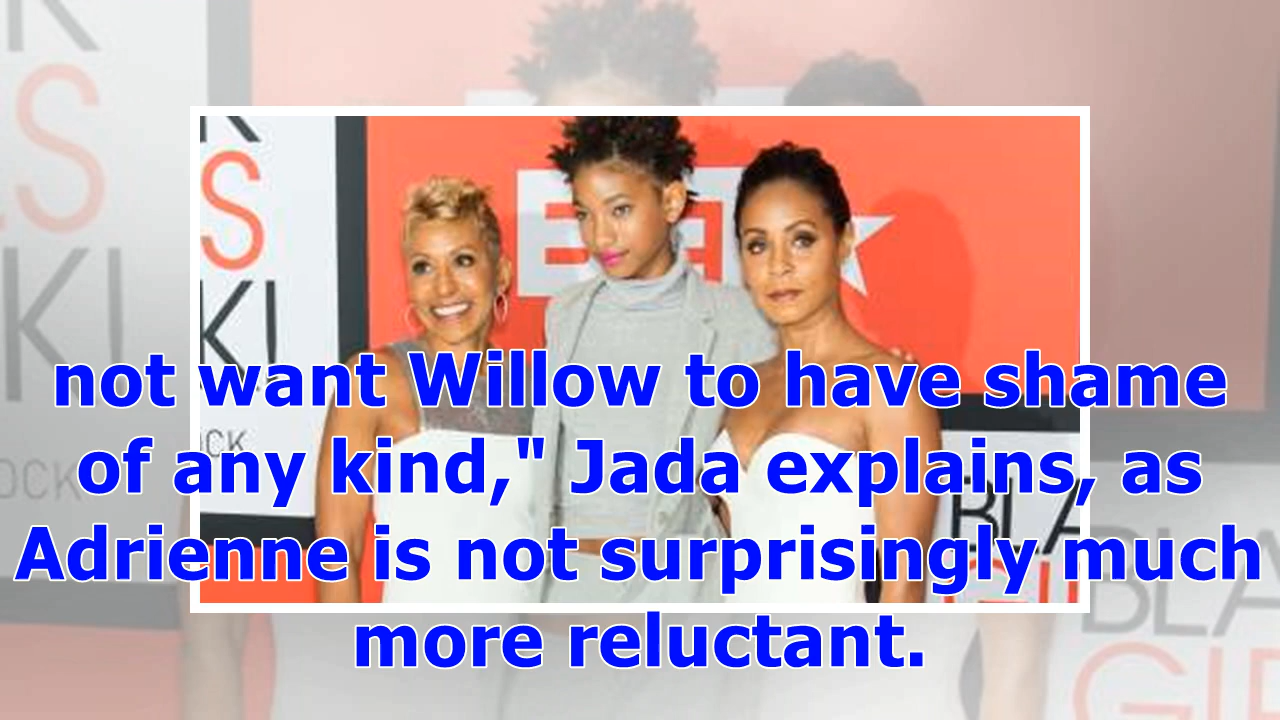 BET
not want Willow to have shame
of any kind," Jada explains, as
Adrienne is not surprisingly much
more reluctant.